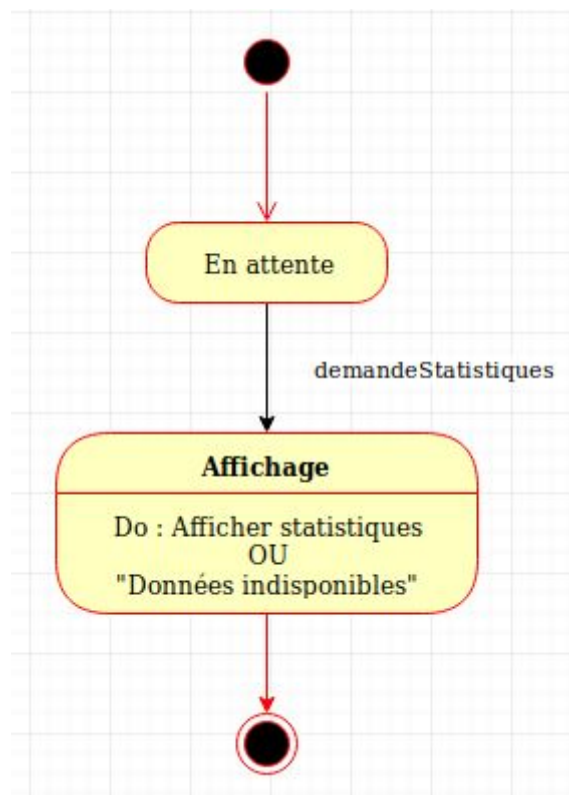 En attente
demandeStatistiques
Affichage
Do : Afficher statistiques
OU
"Données indisponibles"